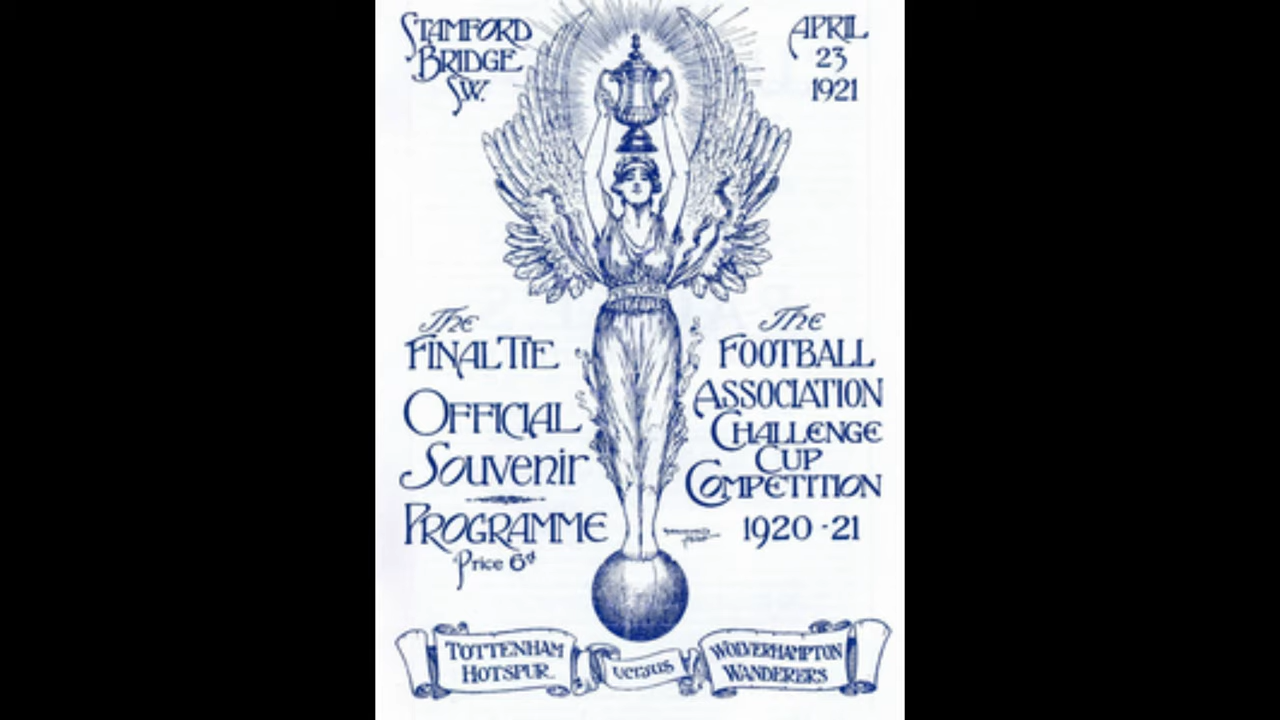 STAMFORD
BRIDGE
S.W.
APRIL
23
1921
The
FINAL TIE
OFFICIAL
Souvenir
PROGRAMME
Price 6d
The
FOOTBALL
ASSOCIATION
CHALLENGE
CUP
COMPETITION
1920-21
TOTTENHAM
HOTSPUR
versus
WOLVERHAMPTON
WANDERERS